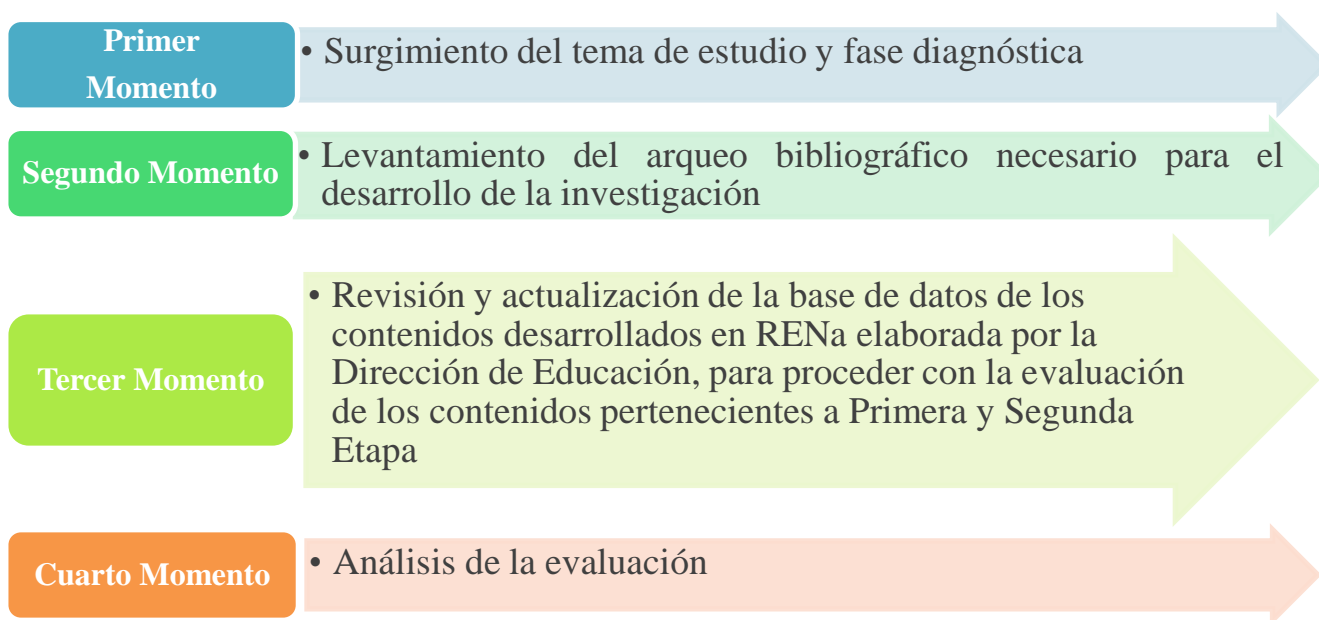 Primer
Momento
• Surgimiento del tema de estudio y fase diagnóstica
Segundo Momento
• Levantamiento del arqueo bibliográfico necesario para el
desarrollo de la investigación
Tercer Momento
• Revisión y actualización de la base de datos de los
contenidos desarrollados en RENa elaborada por la
Dirección de Educación, para proceder con la evaluación
de los contenidos pertenecientes a Primera y Segunda
Etapa
Cuarto Momento
• Análisis de la evaluación